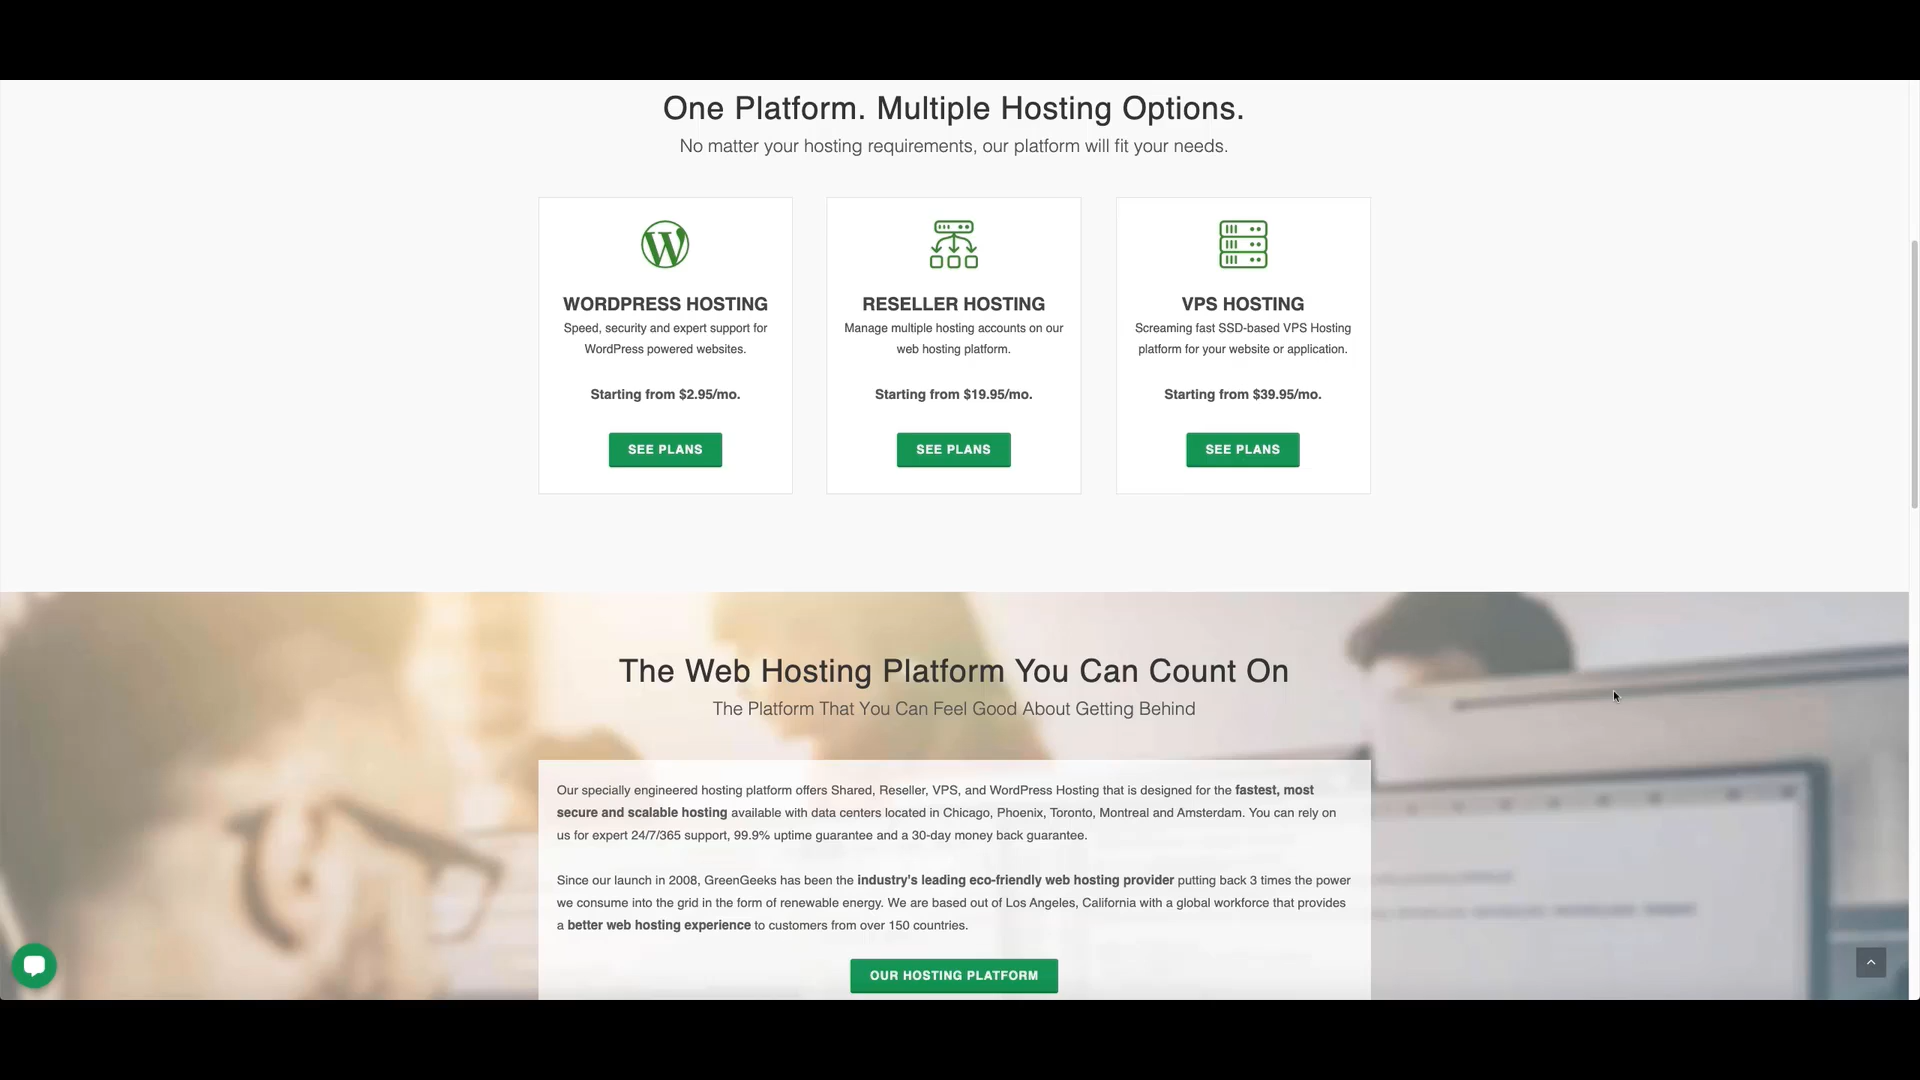 One Platform. Multiple Hosting Options.
No matter your hosting requirements, our platform will fit your needs.
WORDPRESS HOSTING
Speed, security and expert support for
WordPress powered websites.
Starting from $2.95/mo.
SEE PLANS
RESELLER HOSTING
Manage multiple hosting accounts on our
web hosting platform.
Starting from $19.95/mo.
SEE PLANS
VPS HOSTING
Screaming fast SSD-based VPS Hosting
platform for your website or application.
Starting from $39.95/mo.
SEE PLANS
The Web Hosting Platform You Can Count On
The Platform That You Can Feel Good About Getting Behind
Our specially engineered hosting platform offers Shared, Reseller, VPS, and WordPress Hosting that is designed for the fastest, most
secure and scalable hosting available with data centers located in Chicago, Phoenix, Toronto, Montreal and Amsterdam. You can rely on
us for expert 24/7/365 support, 99.9% uptime guarantee and a 30-day money back guarantee.
Since our launch in 2008, GreenGeeks has been the industry's leading eco-friendly web hosting provider putting back 3 times the power
we consume into the grid in the form of renewable energy. We are based out of Los Angeles, California with a global workforce that provides
a better web hosting experience to customers from over 150 countries.
OUR HOSTING PLATFORM